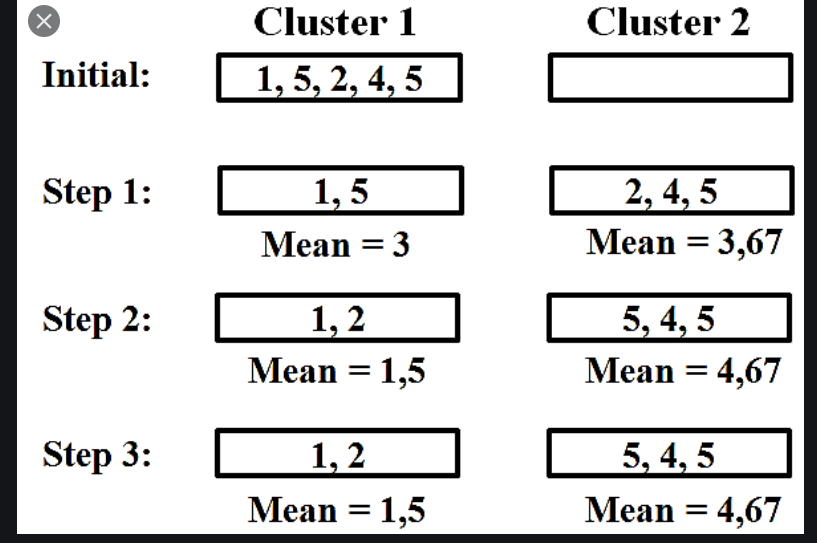 Cluster 1 Cluster 2
Initial: 1, 5, 2, 4, 5
Step 1: 1, 5 2, 4, 5
Mean = 3 Mean = 3,67
Step 2: 1, 2 5, 4, 5
Mean = 1,5 Mean = 4,67
Step 3: 1, 2 5, 4, 5
Mean = 1,5 Mean = 4,67